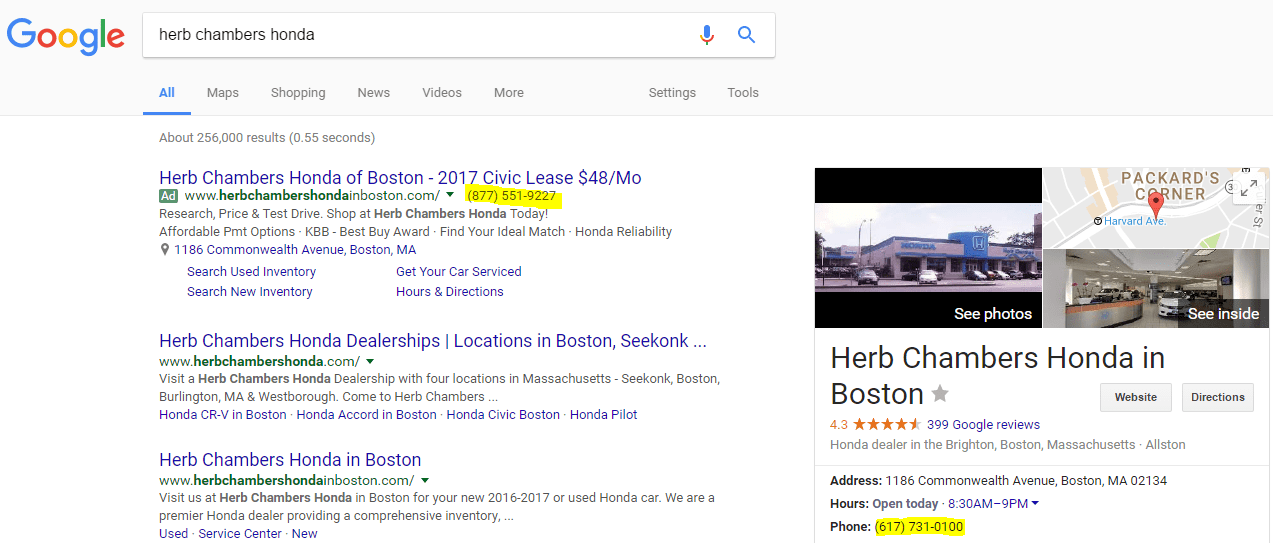 Google
herb chambers honda
All Maps Shopping News Videos More Settings Tools
About 256,000 results (0.55 seconds)
Herb Chambers Honda of Boston - 2017 Civic Lease $48/Mo
Ad www.herbchambershondainboston.com/ (877) 551-9227
Research, Price & Test Drive. Shop at Herb Chambers Honda Today!
Affordable Pmt Options · KBB - Best Buy Award · Find Your Ideal Match · Honda Reliability
1186 Commonwealth Avenue, Boston, MA
Search Used Inventory Get Your Car Serviced
Search New Inventory Hours & Directions
Herb Chambers Honda Dealerships | Locations in Boston, Seekonk ...
www.herbchambershonda.com/
Visit a Herb Chambers Honda Dealership with four locations in Massachusetts - Seekonk, Boston,
Burlington, MA & Westborough. Come to Herb Chambers ...
Honda CR-V in Boston · Honda Accord in Boston · Honda Civic Boston · Honda Pilot
Herb Chambers Honda in Boston
www.herbchambershondainboston.com/
Visit us at Herb Chambers Honda in Boston for your new 2016-2017 or used Honda car. We are a
premier Honda dealer providing a comprehensive inventory, ...
Used · Service Center · New
HONDA
See photos
PACKARD'S
CORNER
Harvard Ave.
See inside
Herb Chambers Honda in
Boston
Website Directions
4.3 399 Google reviews
Honda dealer in the Brighton, Boston, Massachusetts · Allston
Address: 1186 Commonwealth Avenue, Boston, MA 02134
Hours: Open today · 8:30AM–9PM
Phone: (617) 731-0100